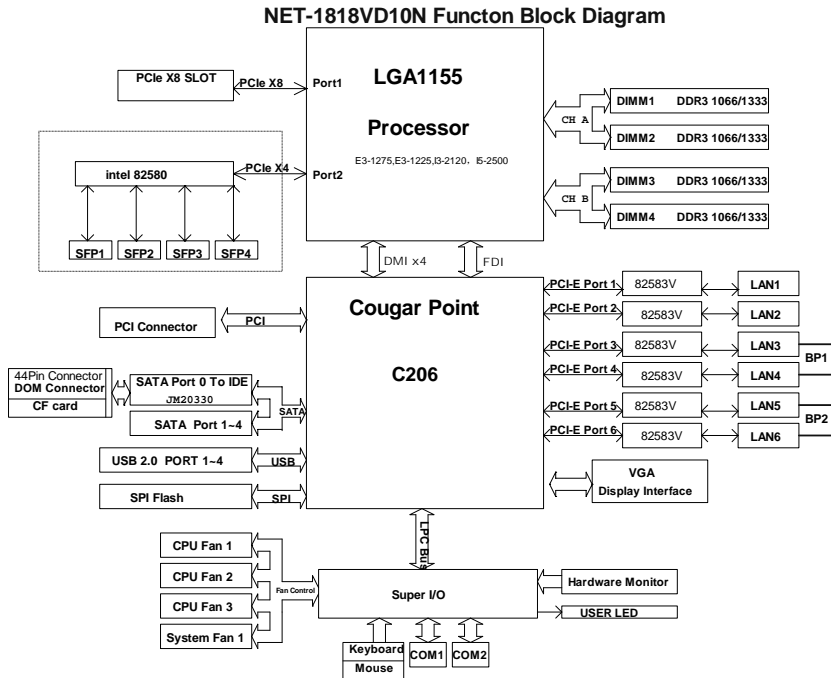 NET-1818VD10N Functon Block Diagram
PCIe X8 SLOT
PCIe X8
Port1
LGA1155
Processor
E3-1275,E3-1225,I3-2120，I5-2500
CH A
DIMM1 DDR3 1066/1333
DIMM2 DDR3 1066/1333
CH B
DIMM3 DDR3 1066/1333
DIMM4 DDR3 1066/1333
intel 82580
PCIe X4
Port2
SFP1
SFP2
SFP3
SFP4
DMI x4
FDI
Cougar Point
C206
PCI Connector
PCI
44Pin Connector
DOM Connector
CF card
SATA Port 0 To IDE
JM20330
SATA
SATA Port 1~4
USB 2.0 PORT 1~4
USB
SPI Flash
SPI
PCI-E Port 1
82583V
LAN1
PCI-E Port 2
82583V
LAN2
PCI-E Port 3
82583V
LAN3
BP1
PCI-E Port 4
82583V
LAN4
PCI-E Port 5
82583V
LAN5
BP2
PCI-E Port 6
82583V
LAN6
VGA
Display Interface
LPC Bus
CPU Fan 1
CPU Fan 2
CPU Fan 3
System Fan 1
Fan Control
Super I/O
Hardware Monitor
USER LED
Keyboard
Mouse
COM1
COM2